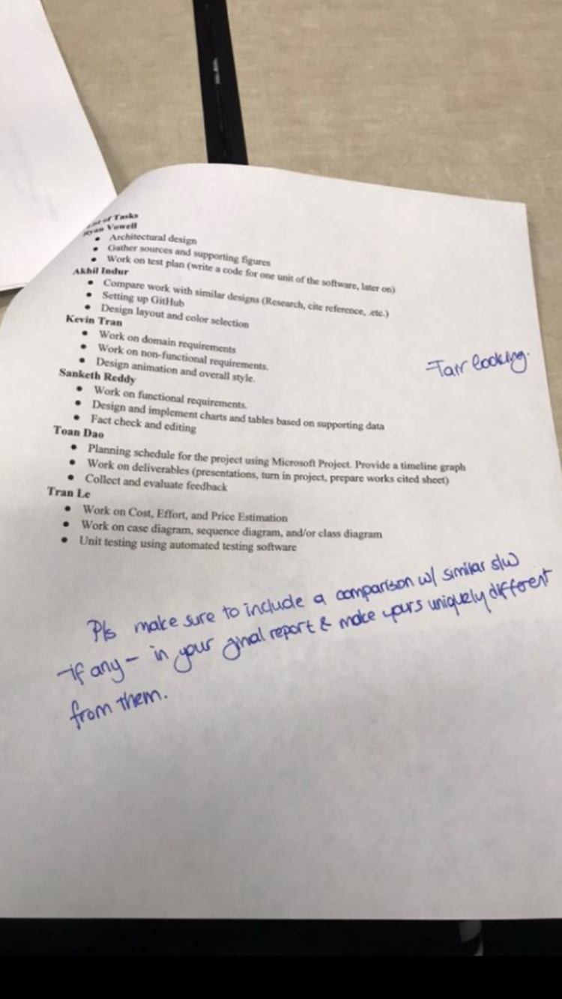 List of Tasks
Ryan Vowell
• Architectural design
• Gather sources and supporting figures
• Work on test plan (write a code for one unit of the software, later on)
Akhil Indur
• Compare work with similar designs (Research, cite reference, .etc.)
• Setting up GitHub
• Design layout and color selection
Kevin Tran
• Work on domain requirements
• Work on non-functional requirements.
• Design animation and overall style.
Fair looking.
Sanketh Reddy
• Work on functional requirements.
• Design and implement charts and tables based on supporting data
• Fact check and editing
Toan Dao
• Planning schedule for the project using Microsoft Project. Provide a timeline graph
• Work on deliverables (presentations, turn in project, prepare works cited sheet)
• Collect and evaluate feedback
Tran Le
• Work on Cost, Effort, and Price Estimation
• Work on case diagram, sequence diagram, and/or class diagram
• Unit testing using automated testing software
Pls make sure to include a comparison w/ similar s/w
-if any- in your final report & make yours uniquely different
from them.